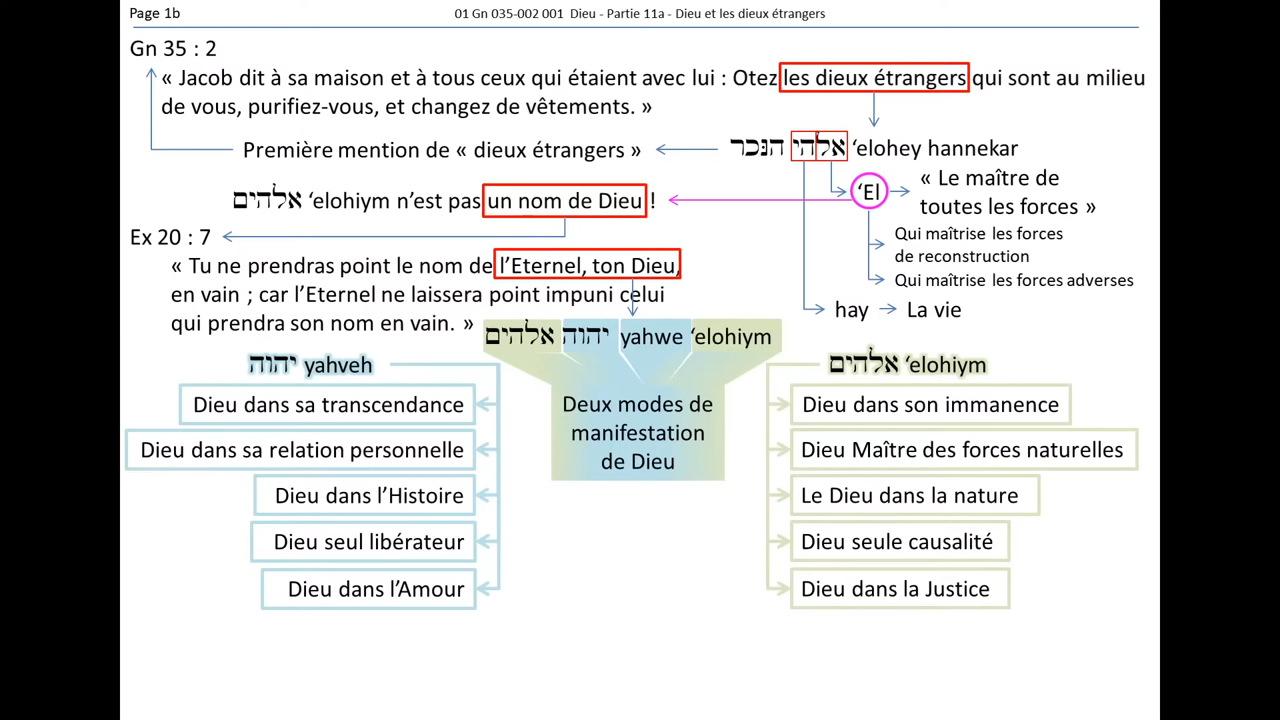 Page 1b
01 Gn 035-002 001  Dieu - Partie 11a - Dieu et les dieux étrangers
Gn 35 : 2
« Jacob dit à sa maison et à tous ceux qui étaient avec lui : Otez les dieux étrangers qui sont au milieu
de vous, purifiez-vous, et changez de vêtements. »
Première mention de « dieux étrangers »
אלהי הנּכר ‘elohey hannekar
‘El
« Le maître de
toutes les forces »
אלהים ‘elohiym n’est pas un nom de Dieu !
Qui maîtrise les forces
de reconstruction
Qui maîtrise les forces adverses
hay
La vie
Ex 20 : 7
« Tu ne prendras point le nom de l’Eternel, ton Dieu,
en vain ; car l’Eternel ne laissera point impuni celui
qui prendra son nom en vain. »
יהוה אלהים yahwe ‘elohiym
Deux modes de
manifestation
de Dieu
יהוה yahveh
Dieu dans sa transcendance
Dieu dans sa relation personnelle
Dieu dans l’Histoire
Dieu seul libérateur
Dieu dans l’Amour
אלהים ‘elohiym
Dieu dans son immanence
Dieu Maître des forces naturelles
Le Dieu dans la nature
Dieu seule causalité
Dieu dans la Justice